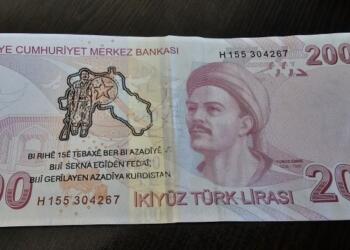 YE CUMHURİYET MERKEZ BANKASI
H155 304267
200
BI RIHÊ 15Ê TEBAXÊ BER BI AZADIYÊ
BIJÎ SEKNA EGÎDÊN FEDAÎ,
BIJÎ GERÎLAYÊN AZADIYA KURDISTAN
00
H155 304267
İKİYÜZ TÜRK LİRASI
20